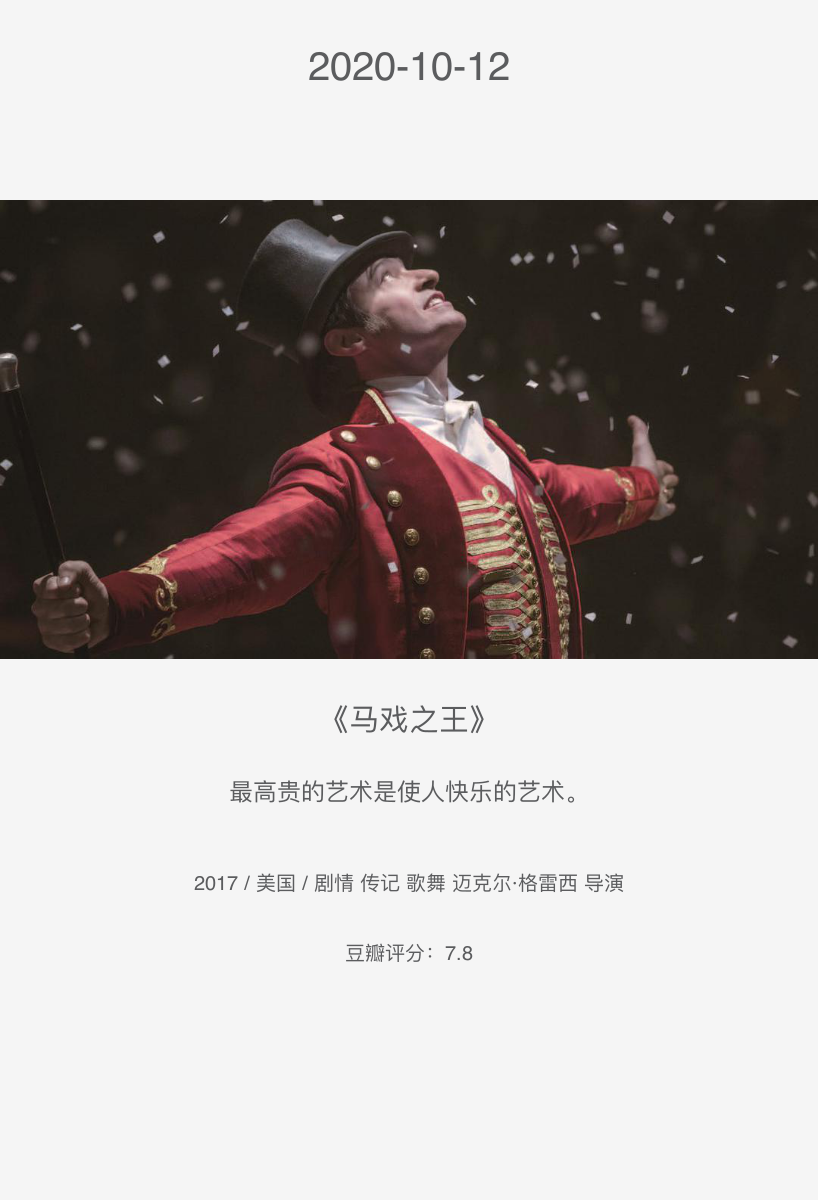 2020-10-12
《马戏之王》
最高贵的艺术是使人快乐的艺术。
2017 / 美国 / 剧情 传记 歌舞 迈克尔·格雷西 导演
豆瓣评分：7.8